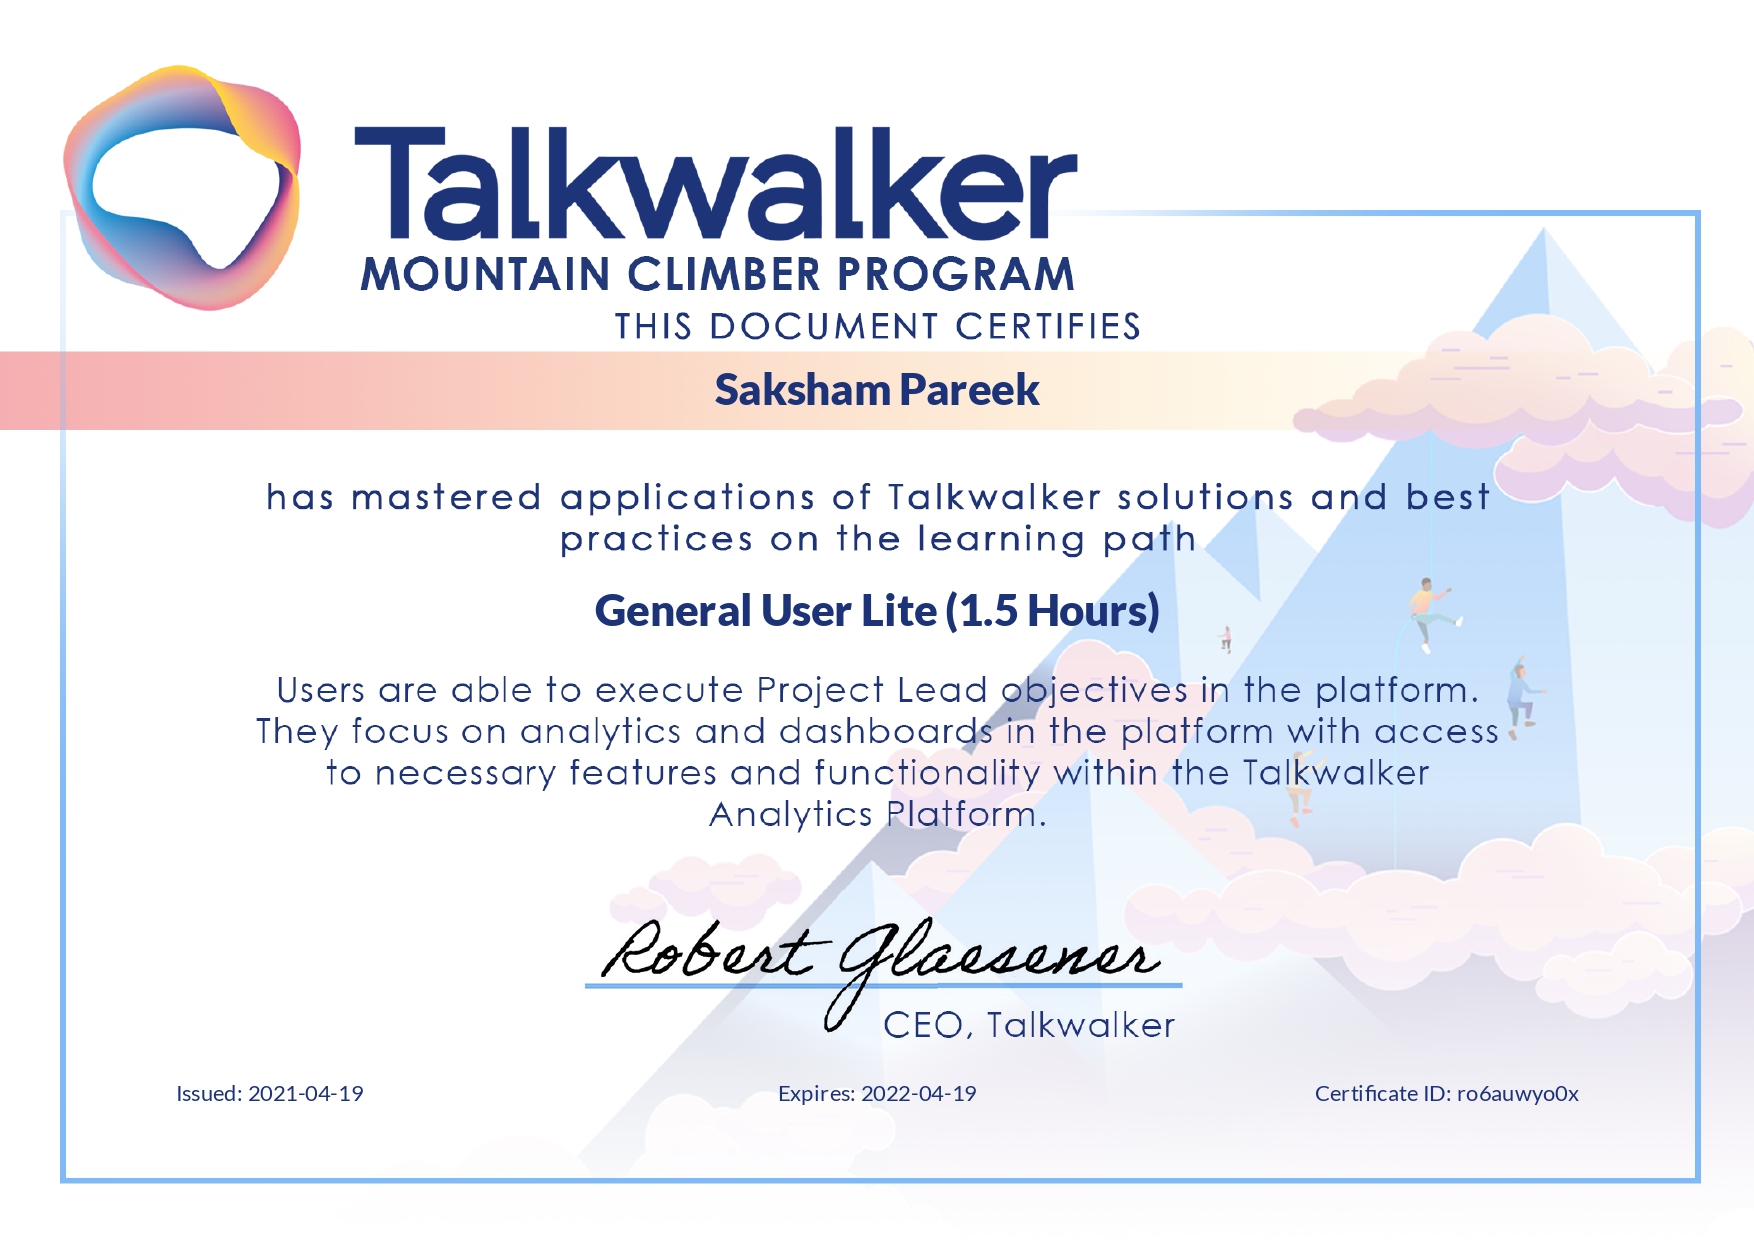 Talkwalker
MOUNTAIN CLIMBER PROGRAM
THIS DOCUMENT CERTIFIES
Saksham Pareek
has mastered applications of Talkwalker solutions and best
practices on the learning path
General User Lite (1.5 Hours)
Users are able to execute Project Lead objectives in the platform.
They focus on analytics and dashboards in the platform with access
to necessary features and functionality within the Talkwalker
Analytics Platform.
Robert Glaesener
CEO, Talkwalker
Issued: 2021-04-19
Expires: 2022-04-19
Certificate ID: ro6auwyo0x